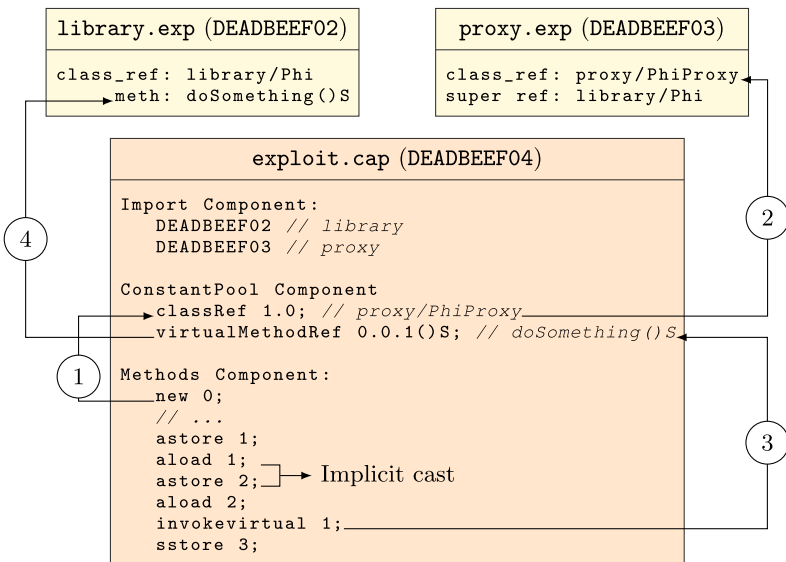 library.exp (DEADBEEF02)
class_ref: library/Phi
meth: doSomething()S
proxy.exp (DEADBEEF03)
class_ref: proxy/PhiProxy
super ref: library/Phi
exploit.cap (DEADBEEF04)
Import Component:
DEADBEEF02 // library
DEADBEEF03 // proxy
ConstantPool Component
classRef 1.0; // proxy/PhiProxy
virtualMethodRef 0.0.1()S; // doSomething()S
Methods Component:
new 0;
// ...
astore 1;
aload 1;
astore 2;
Implicit cast
aload 2;
invokevirtual 1;
sstore 3;
4
1
2
3